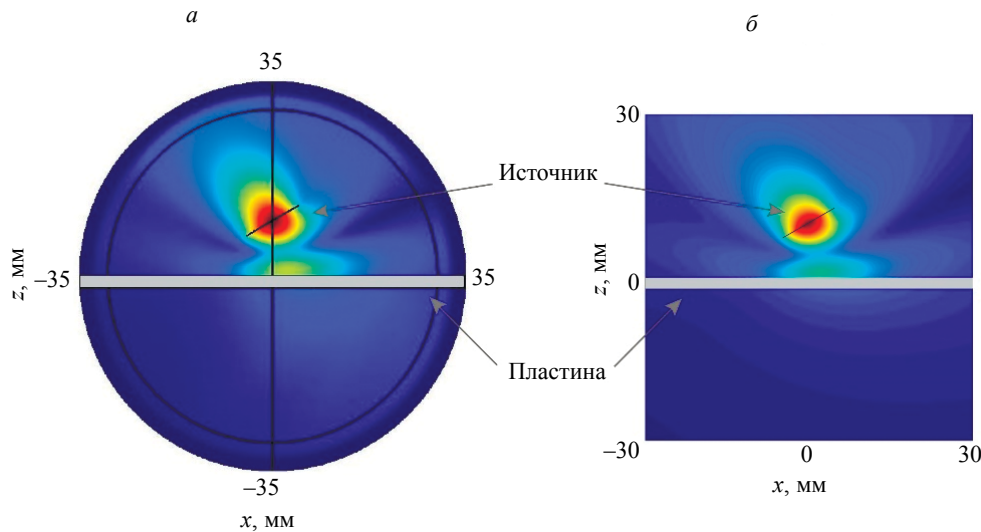 а
б
35
30
Источник
z, мм
–35
35
z, мм
0
Пластина
–30
0
30
–35
x, мм
x, мм